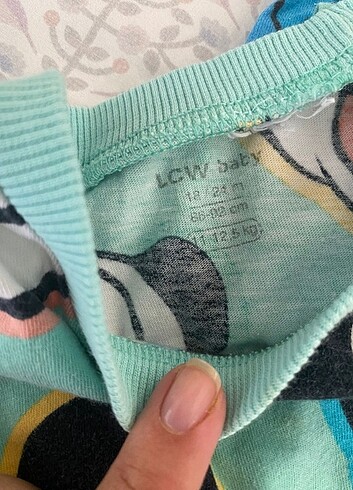 LCW baby
18 / 24 m
86-92 cm
11-12.5 kg